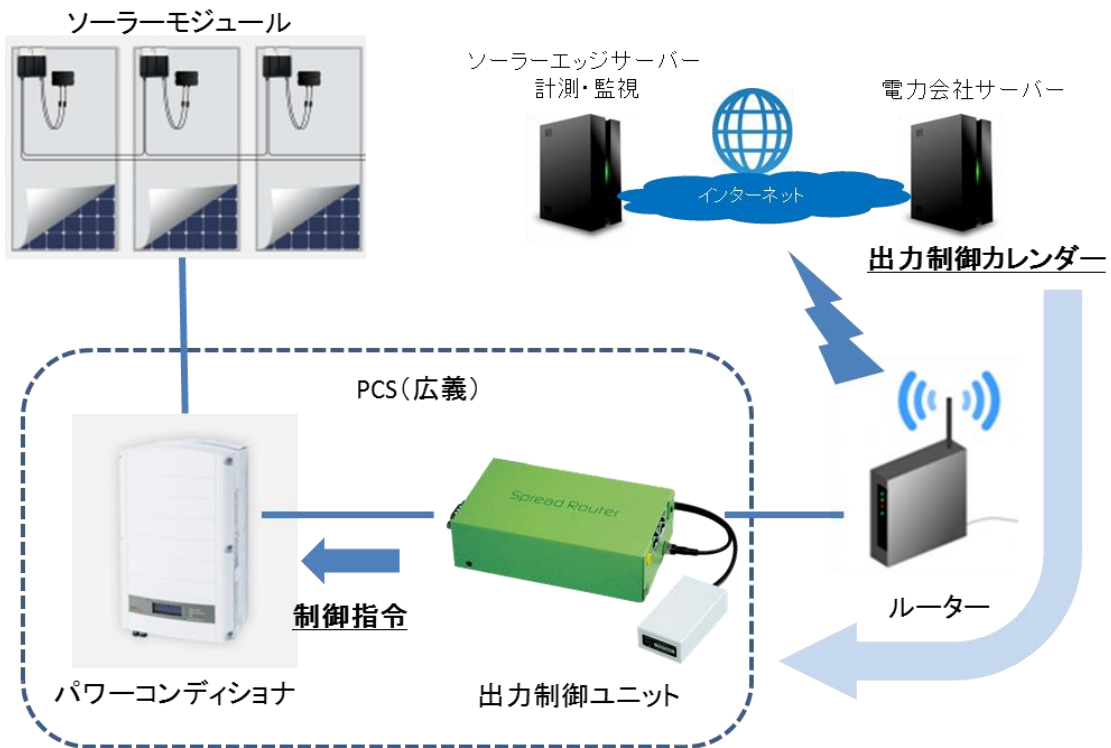 ソーラーモジュール
ソーラーエッジサーバー
計測・監視
電力会社サーバー
インターネット
出力制御カレンダー
PCS(広義)
Spread Router
制御指令
ルーター
パワーコンディショナ
出力制御ユニット